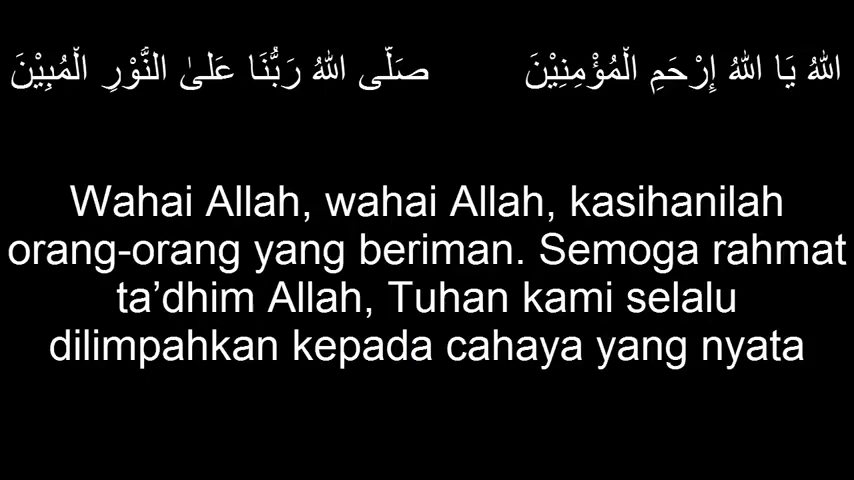 اللهُ يَا اللهُ إِرْحَمِ الْمُؤْمِنِيْنَ صَلَّى اللهُ رَبُّنَا عَلىٰ النَّوْرِ الْمُبِيْنَ
Wahai Allah, wahai Allah, kasihanilah
orang-orang yang beriman. Semoga rahmat
ta’dhim Allah, Tuhan kami selalu
dilimpahkan kepada cahaya yang nyata